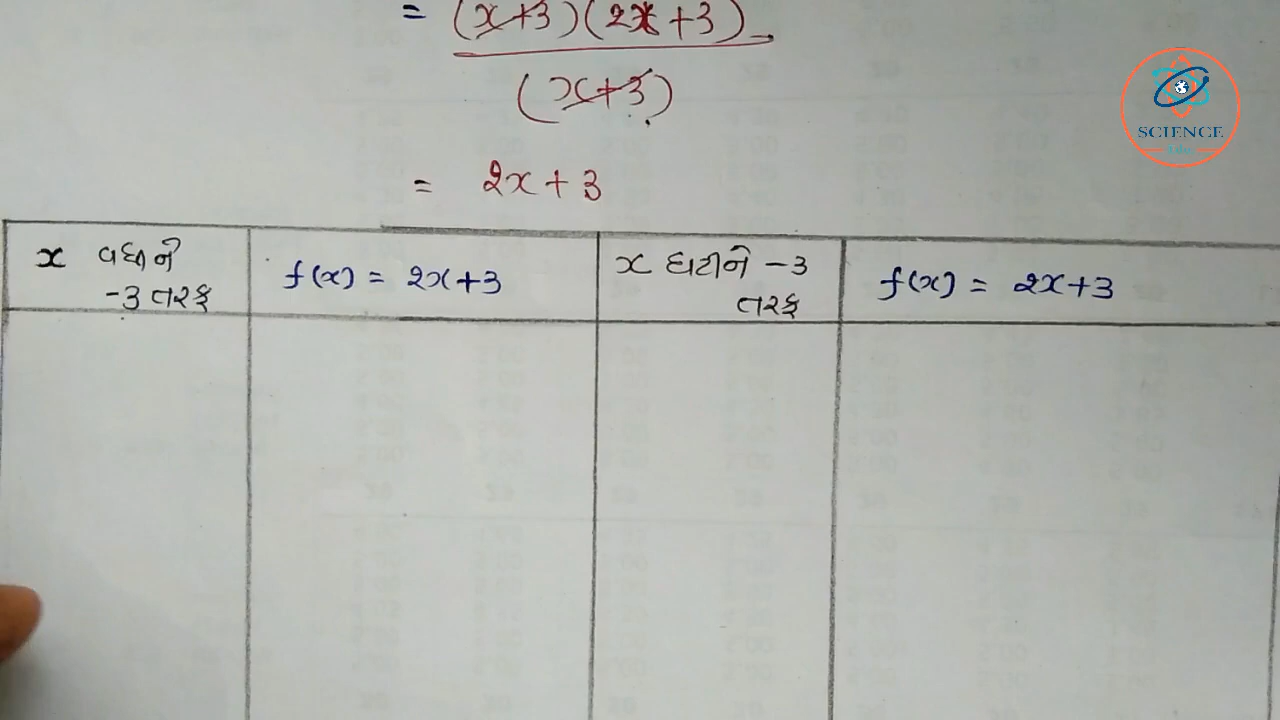 = (x+3)(2x+3)
(x+3)
= 2x+3
x વધીને
-3 તરફ
f(x) = 2x+3
x ઘટીને -3
તરફ
f(x) = 2x+3
SCIENCE